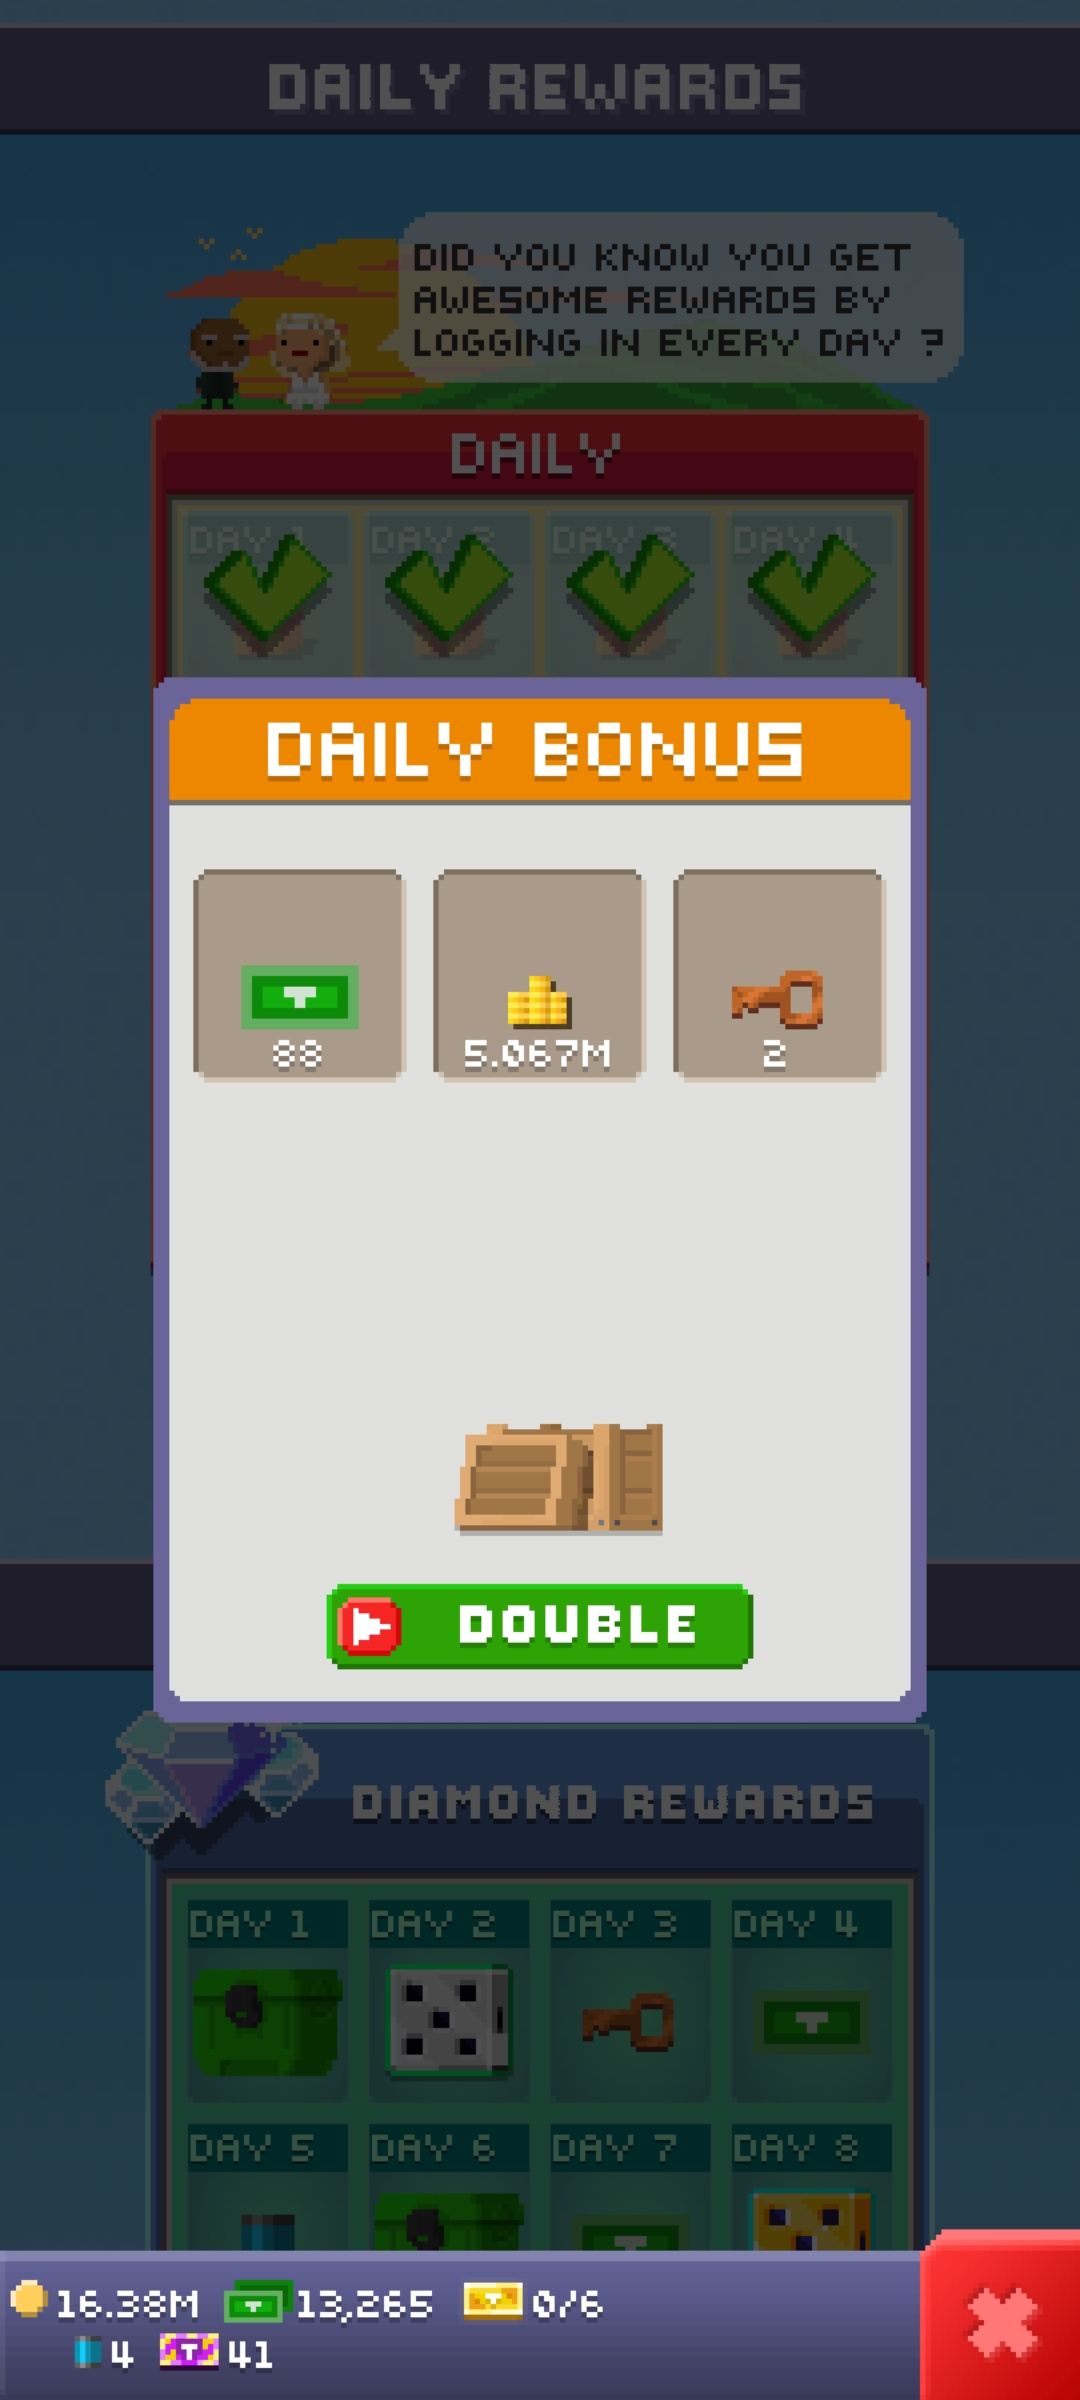 DAILY REWARDS
DID YOU KNOW YOU GET
AWESOME REWARDS BY
LOGGING IN EVERY DAY ?
DAILY
DAY 1 DAY 2 DAY 3 DAY 4
DAILY BONUS
88 5.067M 2
DOUBLE
DIAMOND REWARDS
DAY 1 DAY 2 DAY 3 DAY 4
DAY 5 DAY 6 DAY 7 DAY 8
16.38M 13,265 0/6
4 41